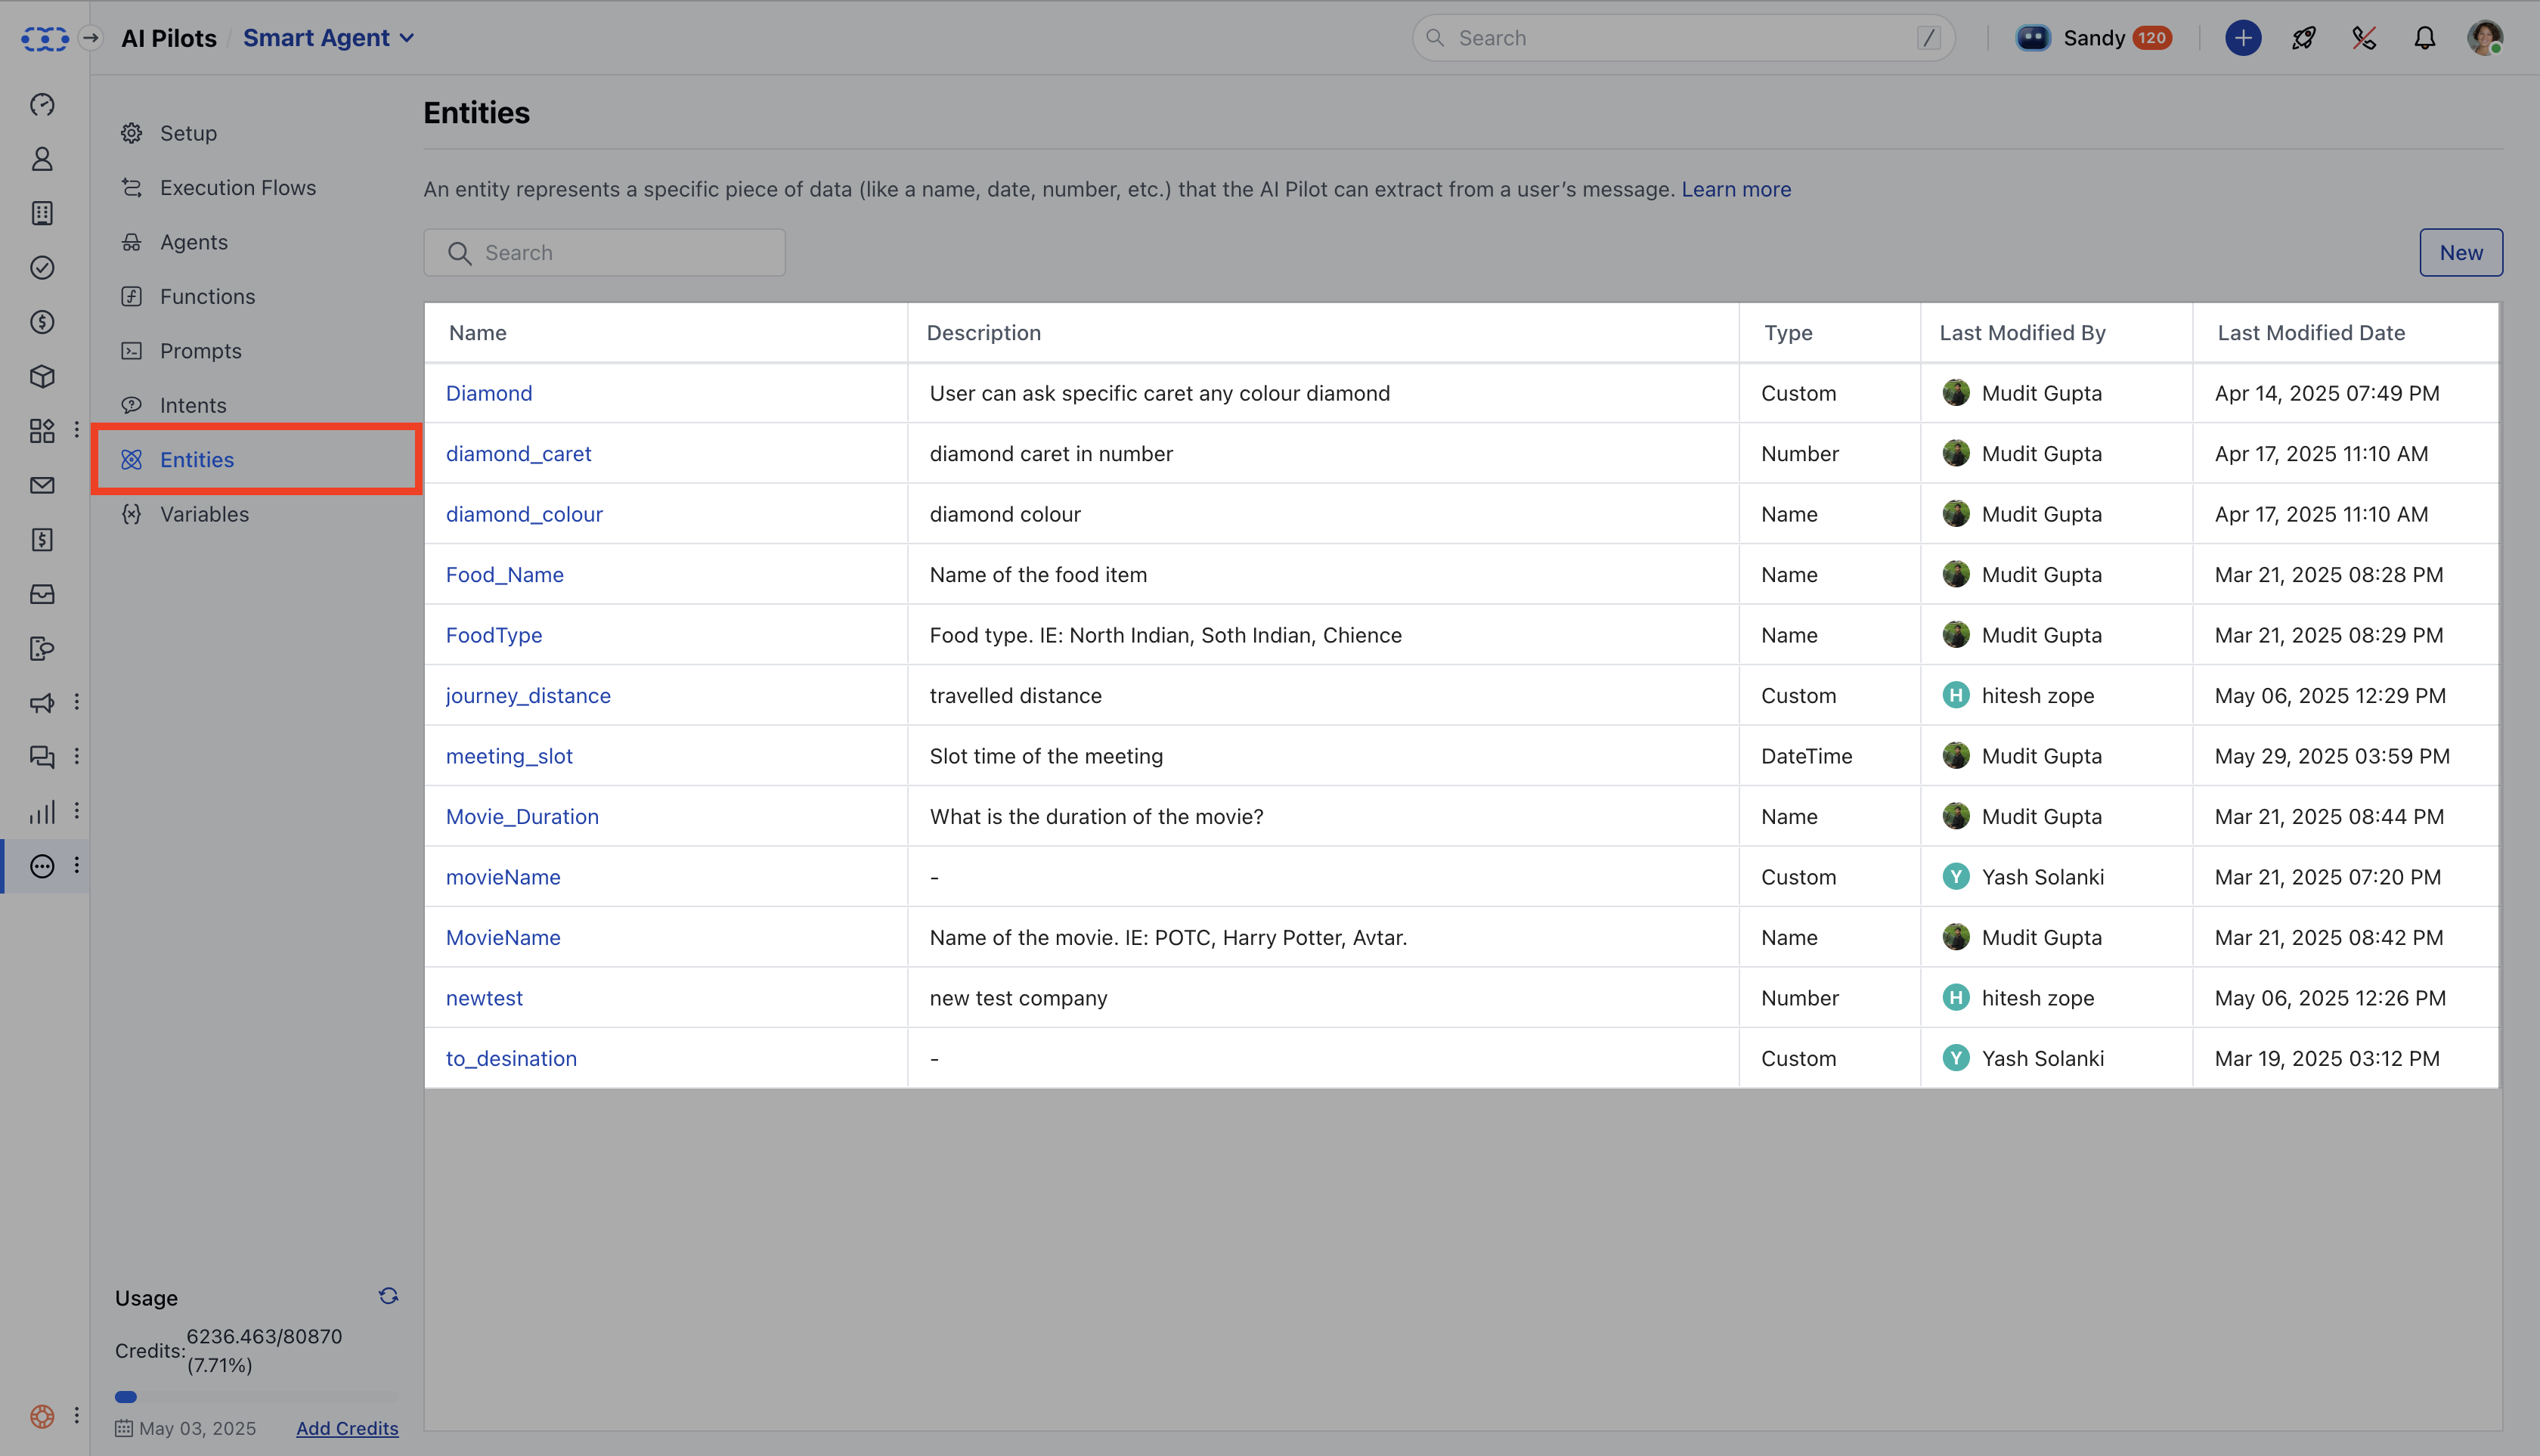 AI Pilots / Smart Agent
Search /
Sandy 120
Setup
Execution Flows
Agents
Functions
Prompts
Intents
Entities
Variables
Entities
An entity represents a specific piece of data (like a name, date, number, etc.) that the AI Pilot can extract from a user’s message. Learn more
Search
New
Name Description Type Last Modified By Last Modified Date
Diamond User can ask specific caret any colour diamond Custom Mudit Gupta Apr 14, 2025 07:49 PM
diamond_caret diamond caret in number Number Mudit Gupta Apr 17, 2025 11:10 AM
diamond_colour diamond colour Name Mudit Gupta Apr 17, 2025 11:10 AM
Food_Name Name of the food item Name Mudit Gupta Mar 21, 2025 08:28 PM
FoodType Food type. IE: North Indian, Soth Indian, Chience Name Mudit Gupta Mar 21, 2025 08:29 PM
journey_distance travelled distance Custom H hitesh zope May 06, 2025 12:29 PM
meeting_slot Slot time of the meeting DateTime Mudit Gupta May 29, 2025 03:59 PM
Movie_Duration What is the duration of the movie? Name Mudit Gupta Mar 21, 2025 08:44 PM
movieName - Custom Y Yash Solanki Mar 21, 2025 07:20 PM
MovieName Name of the movie. IE: POTC, Harry Potter, Avtar. Name Mudit Gupta Mar 21, 2025 08:42 PM
newtest new test company Number H hitesh zope May 06, 2025 12:26 PM
to_desination - Custom Y Yash Solanki Mar 19, 2025 03:12 PM
Usage
Credits: 6236.463/80870
(7.71%)
May 03, 2025 Add Credits